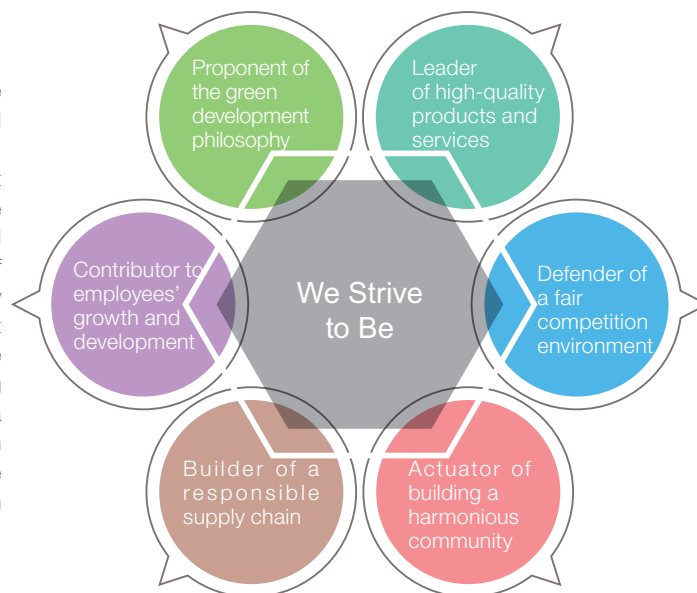 Proponent of
the green
development
philosophy
Leader
of high-quality
products and
services
Contributor to
employees'
growth and
development
We Strive
to Be
Defender of
a fair
competition
environment
Builder of a
responsible
supply chain
Actuator of
building a
harmonious
community